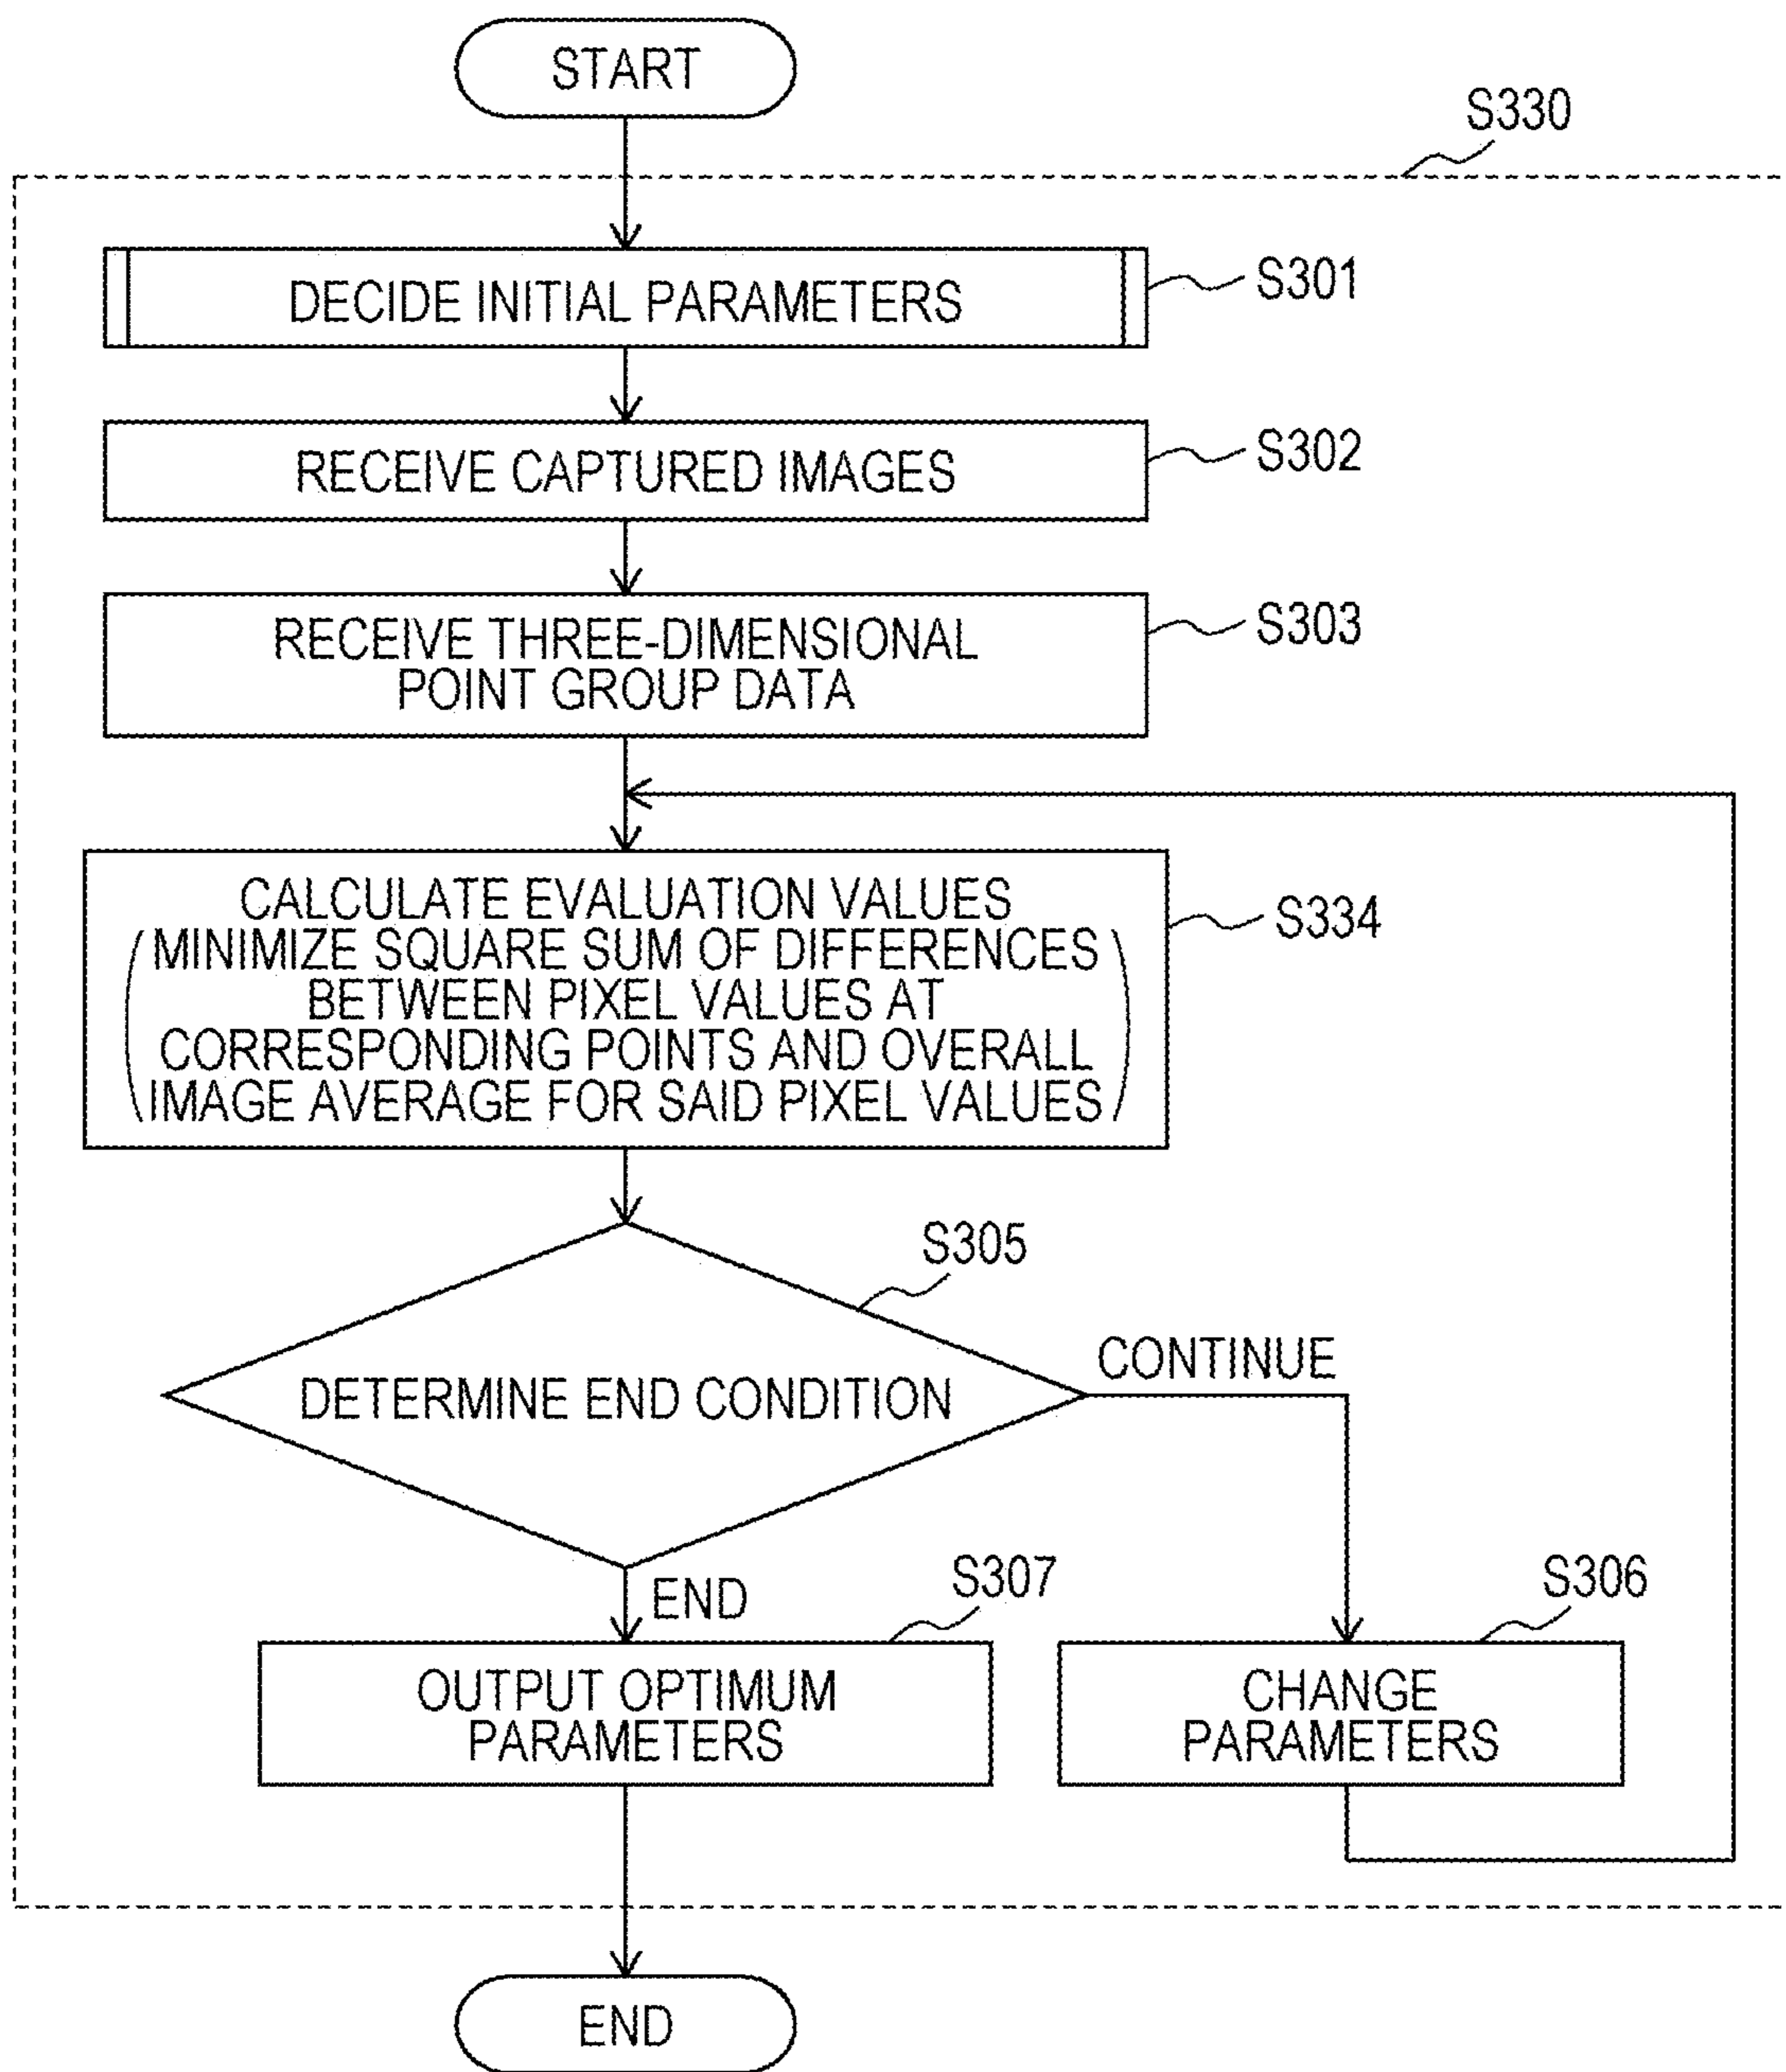 START
S330
DECIDE INITIAL PARAMETERS
S301
RECEIVE CAPTURED IMAGES
S302
RECEIVE THREE-DIMENSIONAL
POINT GROUP DATA
S303
CALCULATE EVALUATION VALUES
MINIMIZE SQUARE SUM OF DIFFERENCES
BETWEEN PIXEL VALUES AT
CORRESPONDING POINTS AND OVERALL
IMAGE AVERAGE FOR SAID PIXEL VALUES
S334
S305
DETERMINE END CONDITION
CONTINUE
END
S307
S306
OUTPUT OPTIMUM
PARAMETERS
CHANGE
PARAMETERS
END